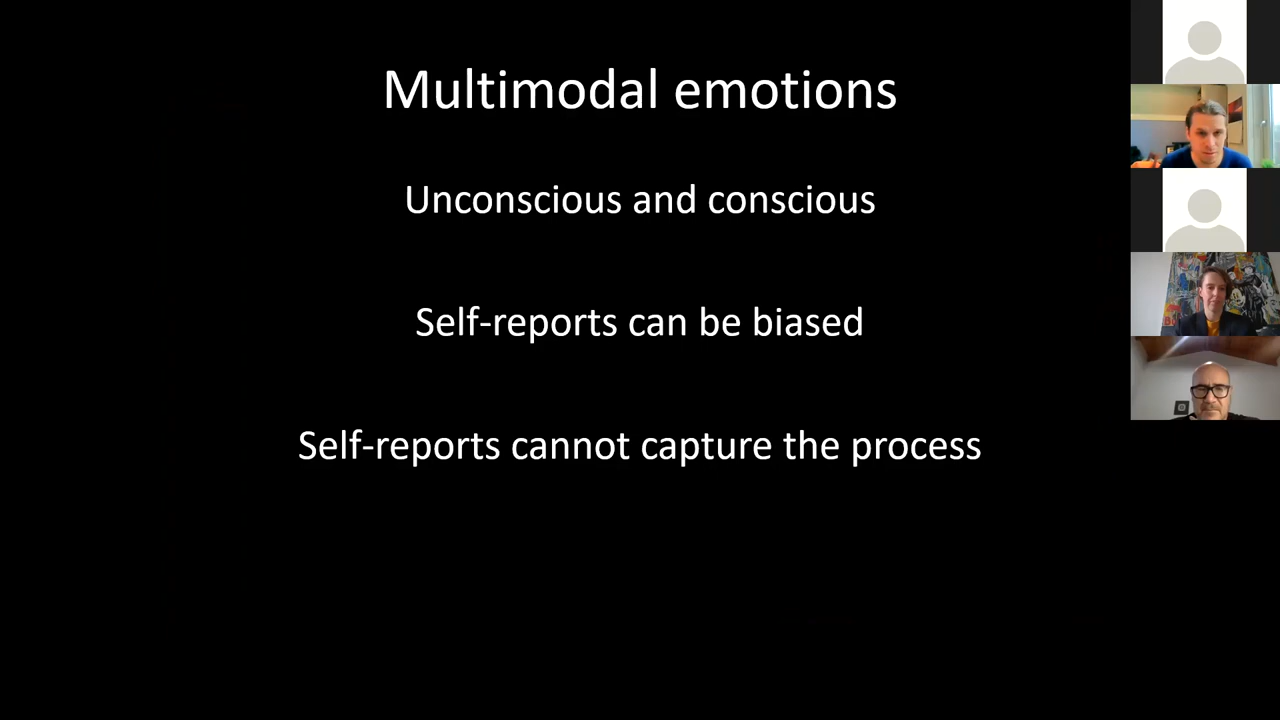 Multimodal emotions
Unconscious and conscious
Self-reports can be biased
Self-reports cannot capture the process